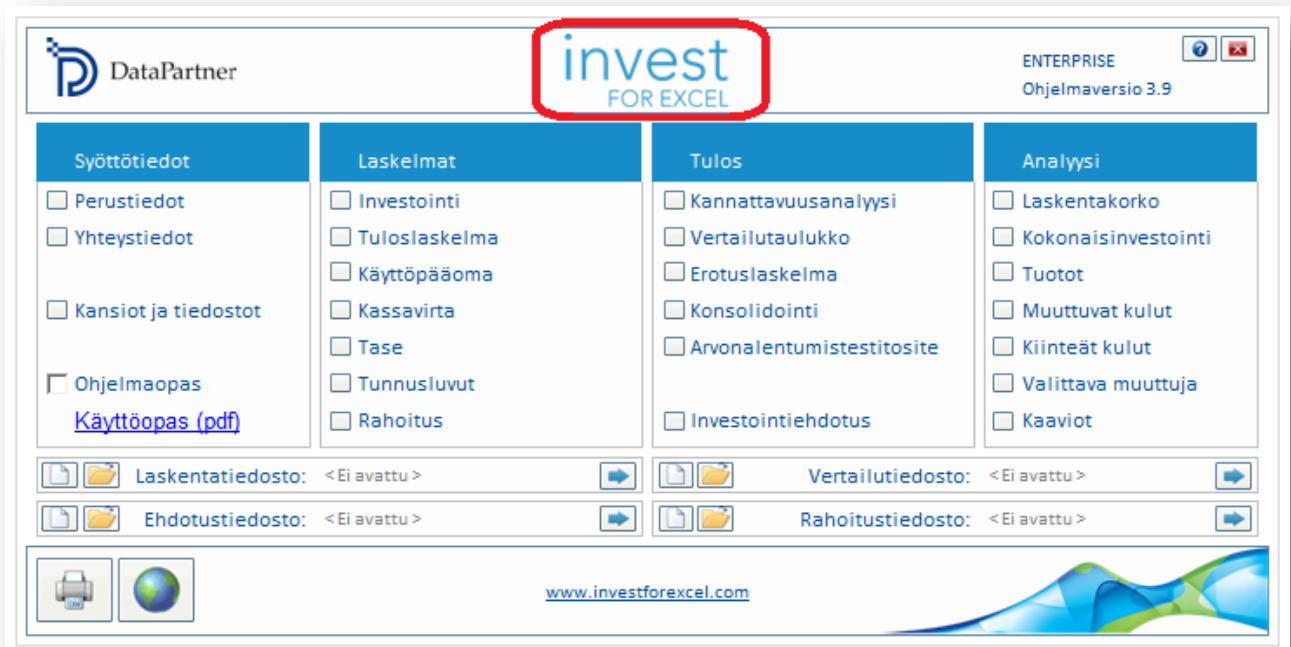 DataPartner
invest
FOR EXCEL
ENTERPRISE
Ohjelmaversio 3.9
Syöttötiedot
Perustiedot
Yhteystiedot
Kansiot ja tiedostot
Ohjelmaopas
Käyttöopas (pdf)
Laskelmat
Investointi
Tuloslaskelma
Käyttöpääoma
Kassavirta
Tase
Tunnusluvut
Rahoitus
Tulos
Kannattavuusanalyysi
Vertailutaulukko
Erotuslaskelma
Konsolidointi
Arvonalentumistestitosite
Investointiehdotus
Analyysi
Laskentakorko
Kokonaisinvestointi
Tuotot
Muuttuvat kulut
Kiinteät kulut
Valittava muuttuja
Kaaviot
Laskentatiedosto: <Ei avattu>
Vertailutiedosto: <Ei avattu>
Ehdotustiedosto: <Ei avattu>
Rahoitustiedosto: <Ei avattu>
www.investforexcel.com